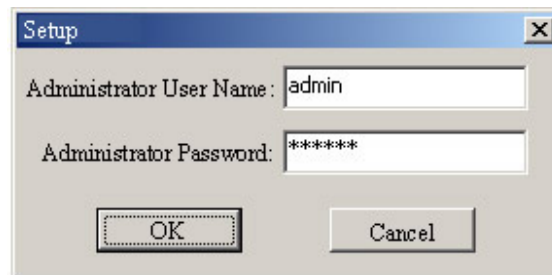 Setup
Administrator User Name: admin
Administrator Password: ******
OK Cancel